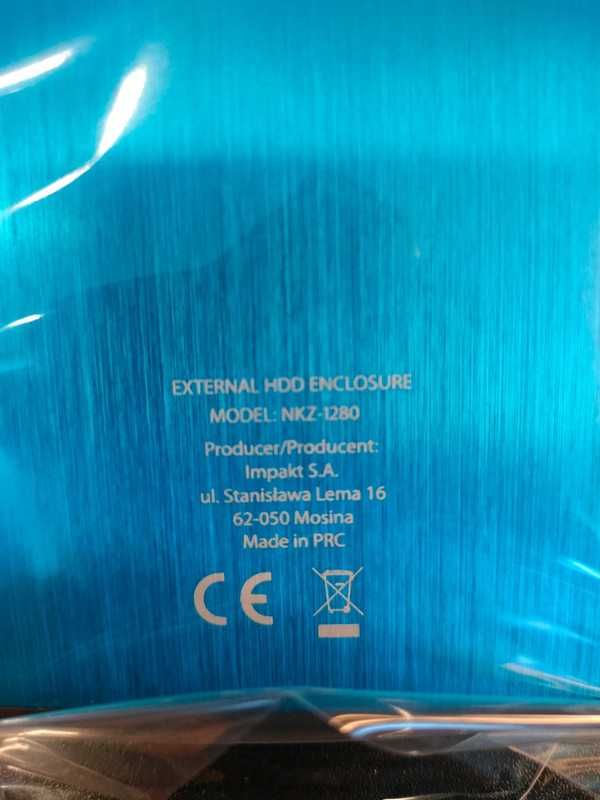 EXTERNAL HDD ENCLOSURE
MODEL: NKZ-1280
Producer/Producent:
Impakt S.A.
ul. Stanisława Lema 16
62-050 Mosina
Made in PRC
CE